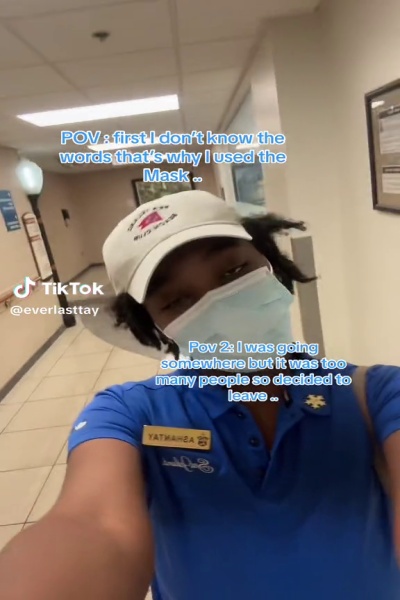 POV : first I don't know the
words that's why I used the
Mask ..
TikTok
@everlasttay
Pov 2: I was going
somewhere but it was too
many people so decided to
leave ..
ASHANTAY